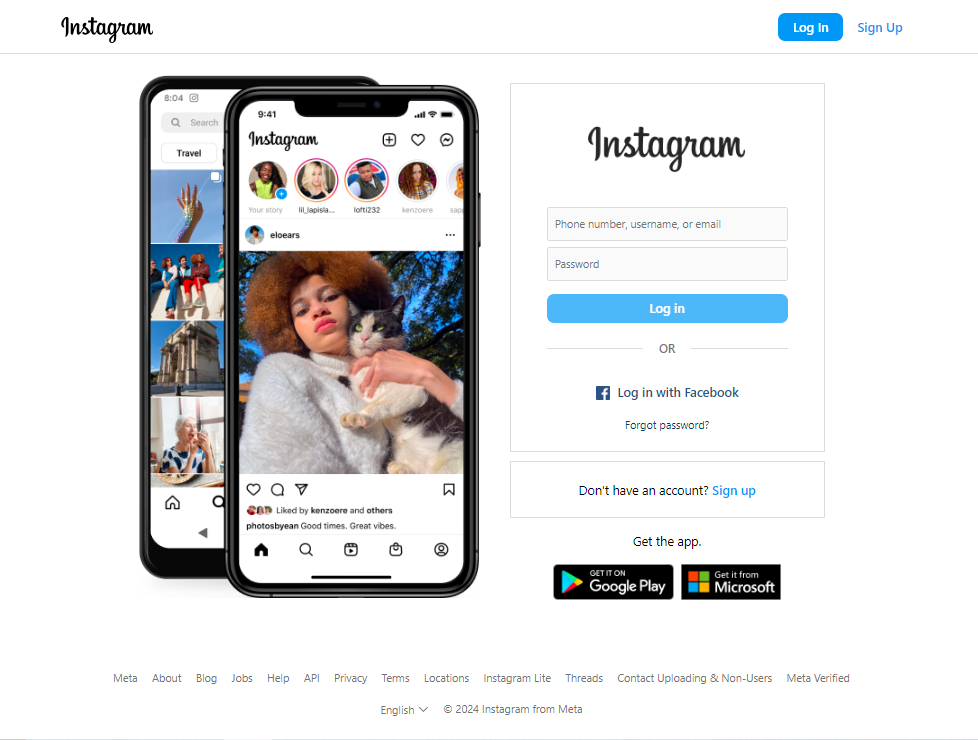 Instagram
Log In
Sign Up
8:04
Search
Travel
9:41
Instagram
Your story
lil_lapisla...
lofti232
kenzoere
sapp
eloears
Liked by kenzoere and others
photosbyean Good times. Great vibes.
Instagram
Phone number, username, or email
Password
Log in
OR
Log in with Facebook
Forgot password?
Don't have an account? Sign up
Get the app.
GET IT ON
Google Play
Get it from
Microsoft
Meta About Blog Jobs Help API Privacy Terms Locations Instagram Lite Threads Contact Uploading & Non-Users Meta Verified
English © 2024 Instagram from Meta